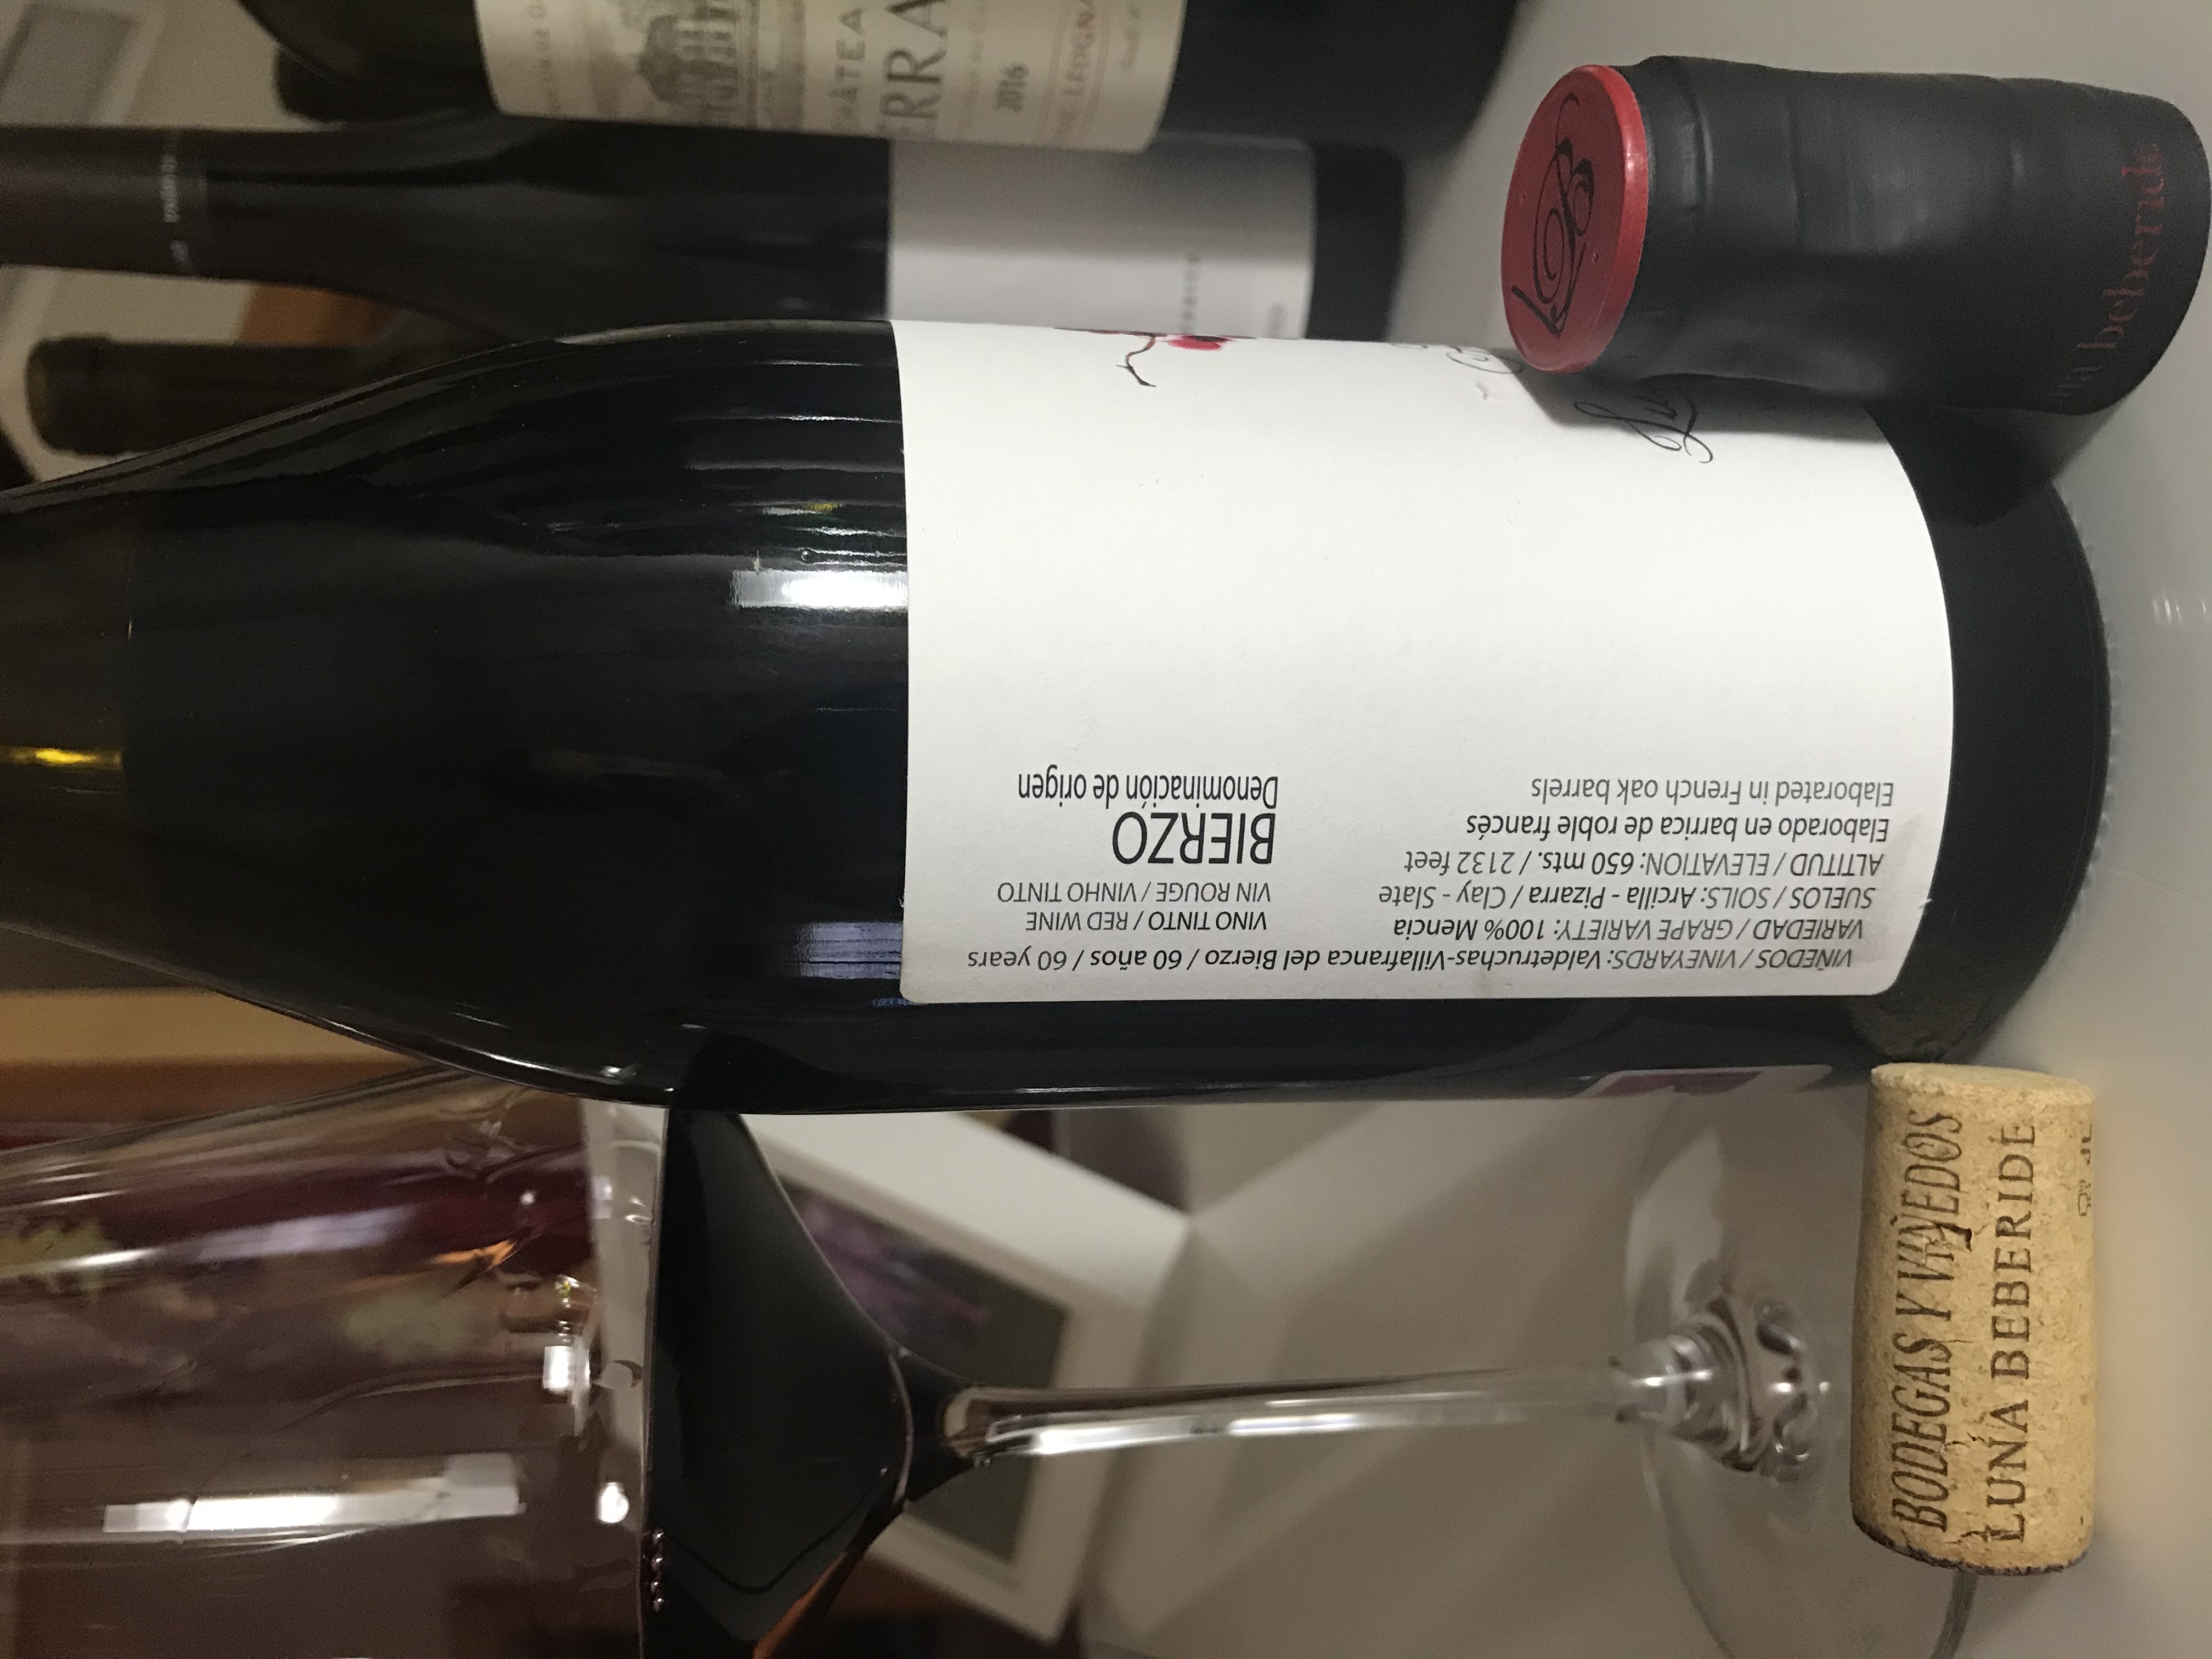 VIÑEDOS / VINEYARDS: Valdetruchas-Villafranca del Bierzo / 60 años / 60 years
VARIEDAD / GRAPE VARIETY: 100% Mencia
SUELOS / SOILS: Arcilla - Pizarra / Clay - Slate
ALTITUD / ELEVATION: 650 mts. / 2132 feet
Elaborado en barrica de roble francés
Elaborated in French oak barrels
VINO TINTO / RED WINE
VIN ROUGE / VINHO TINTO
BIERZO
Denominación de origen
BODEGAS Y VIÑEDOS
LUNA BEBERIDE
LB
beberide
2016